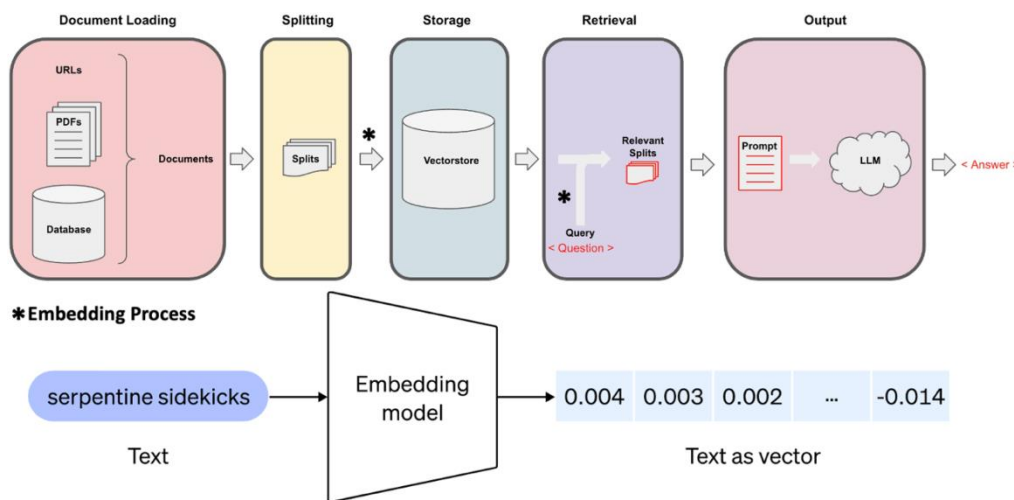 Document Loading
Splitting
Storage
Retrieval
Output
URLs
PDFs
Documents
Database
*
Splits
Vectorstore
Relevant
Splits
*
Query
< Question >
Prompt
LLM
< Answer >
*Embedding Process
serpentine sidekicks
Text
Embedding
model
0.004 0.003 0.002 ... -0.014
Text as vector